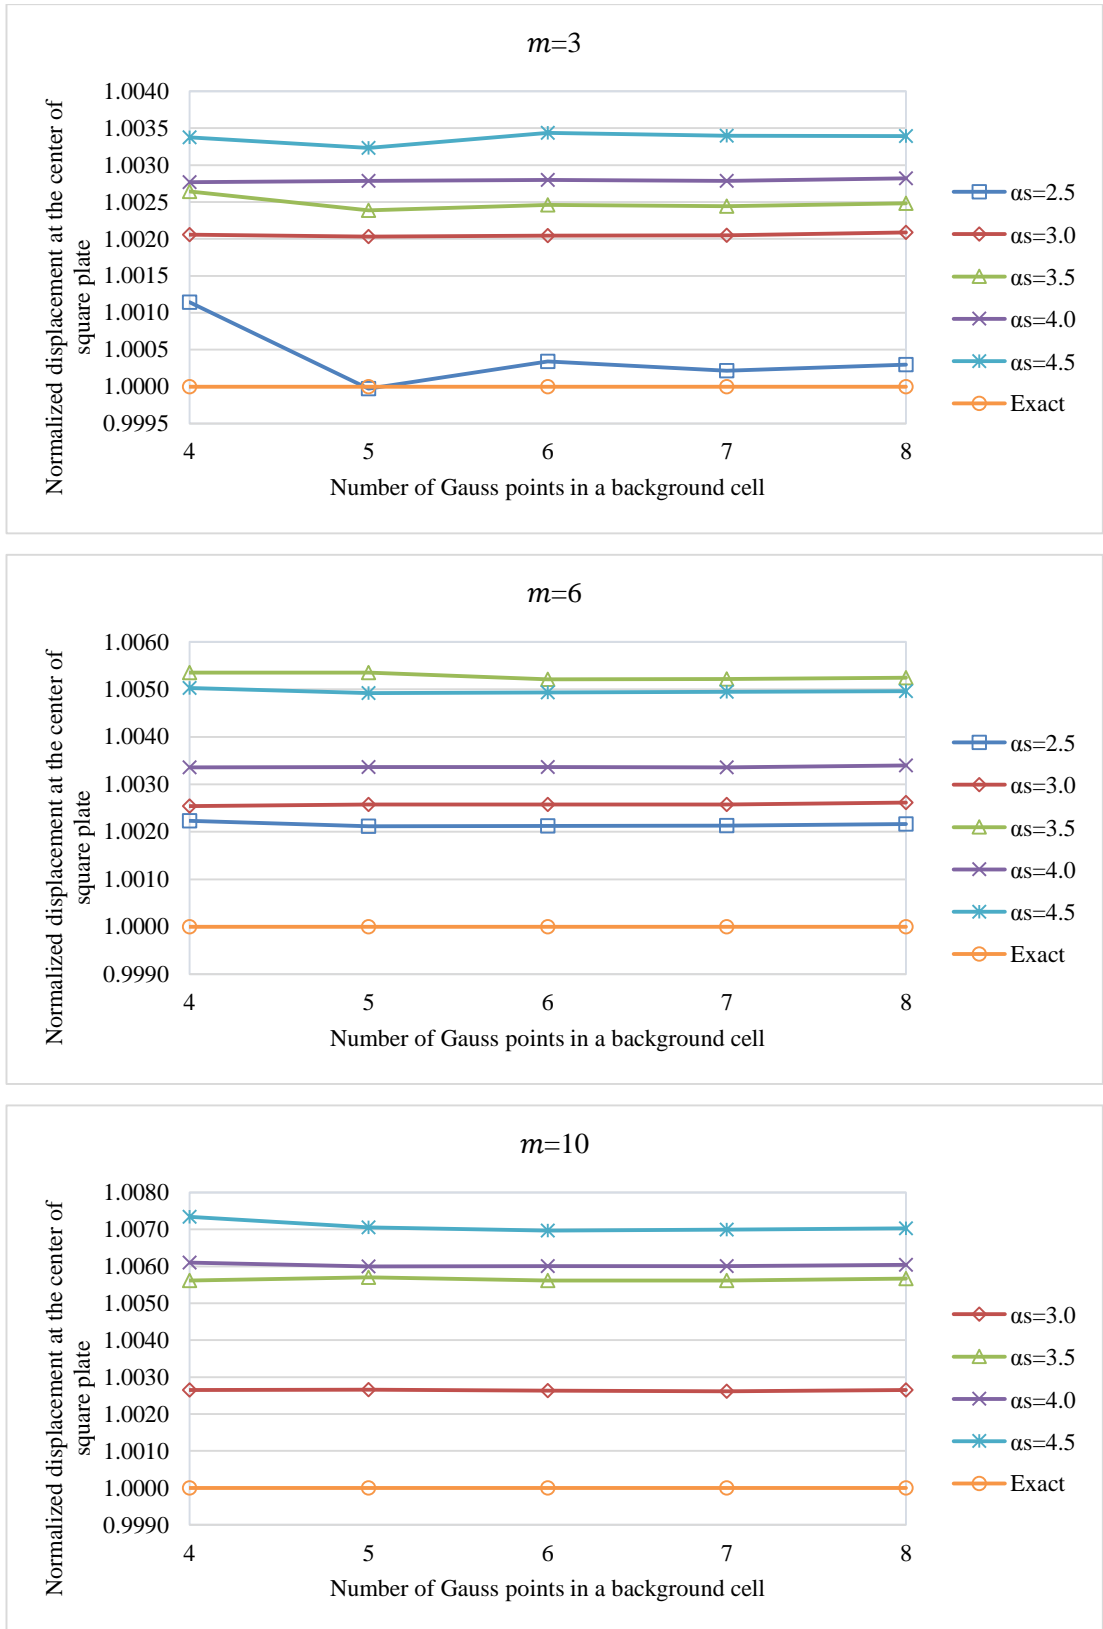 m=3
Normalized displacement at the center of
square plate
1.0040
1.0035
1.0030
1.0025
1.0020
1.0015
1.0010
1.0005
1.0000
0.9995
4 5 6 7 8
Number of Gauss points in a background cell
αs=2.5
αs=3.0
αs=3.5
αs=4.0
αs=4.5
Exact
m=6
Normalized displacement at the center of
square plate
1.0060
1.0050
1.0040
1.0030
1.0020
1.0010
1.0000
0.9990
4 5 6 7 8
Number of Gauss points in a background cell
αs=2.5
αs=3.0
αs=3.5
αs=4.0
αs=4.5
Exact
m=10
Normalized displacement at the center of
square plate
1.0080
1.0070
1.0060
1.0050
1.0040
1.0030
1.0020
1.0010
1.0000
0.9990
4 5 6 7 8
Number of Gauss points in a background cell
αs=3.0
αs=3.5
αs=4.0
αs=4.5
Exact